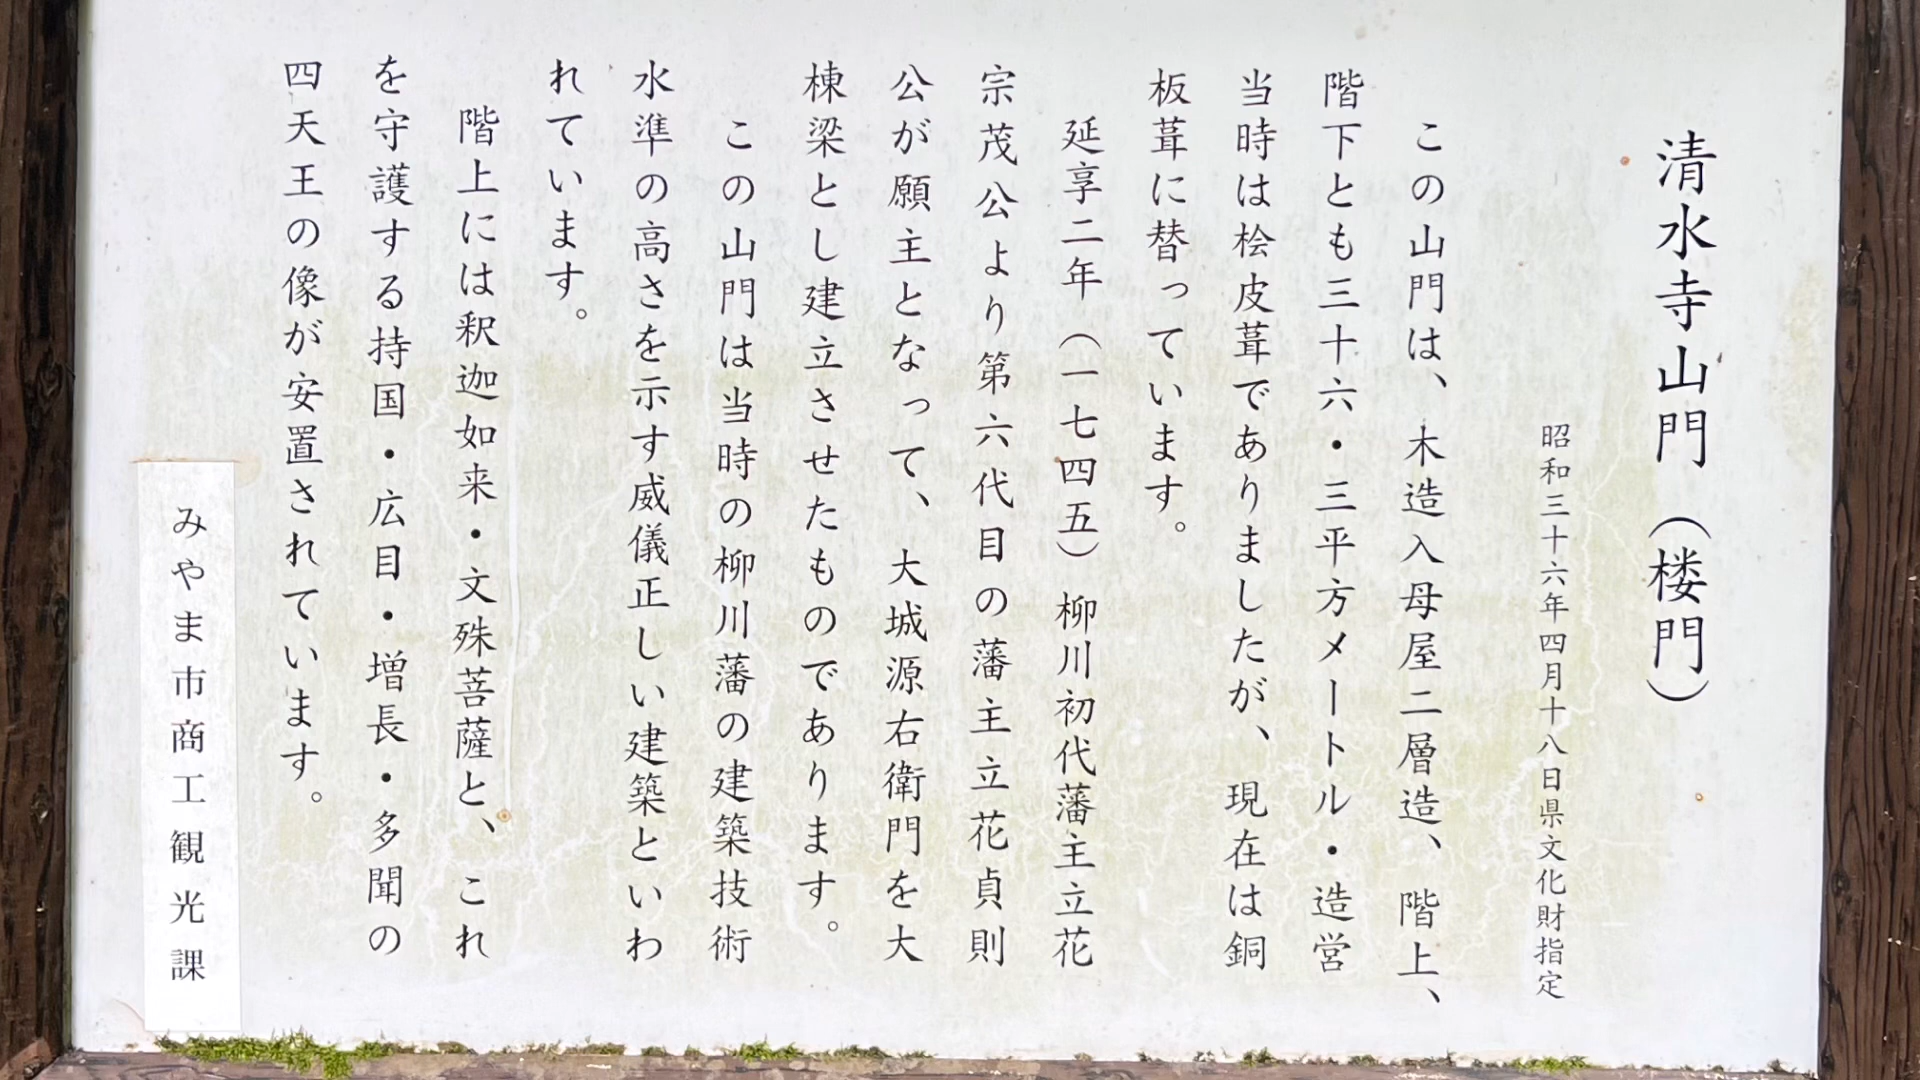 清水寺山門（楼門）
昭和三十六年四月十八日県文化財指定
この山門は、木造入母屋二層造、階上、
階下とも三十六・三平方メートル・造営
当時は桧皮葺でありましたが、現在は銅
板葺に替っています。
延享二年（一七四五）柳川初代藩主立花
宗茂公より第六代目の藩主立花貞則
公が願主となって、大城源右衛門を大
棟梁とし建立させたものであります。
この山門は当時の柳川藩の建築技術
水準の高さを示す威儀正しい建築といわ
れています。
階上には釈迦如来・文殊菩薩と、これ
を守護する持国・広目・増長・多聞の
四天王の像が安置されています。
みやま市商工観光課